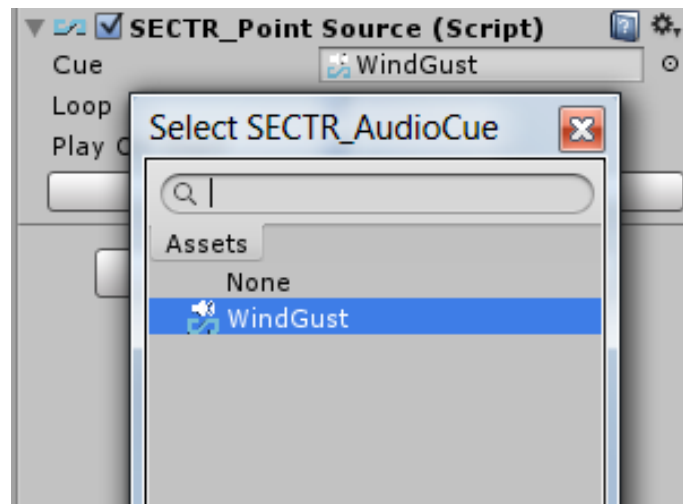 SECTR_Point Source (Script)
Cue WindGust
Loop
Play
Select SECTR_AudioCue
Assets
None
WindGust